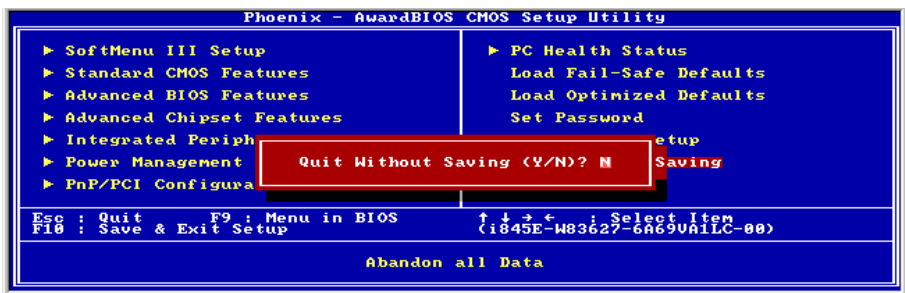 Phoenix - AwardBIOS CMOS Setup Utility
► SoftMenu III Setup
► Standard CMOS Features
► Advanced BIOS Features
► Advanced Chipset Features
► Integrated Periph
► Power Management
► PnP/PCI Configura
► PC Health Status
Load Fail-Safe Defaults
Load Optimized Defaults
Set Password
etup
Saving
Quit Without Saving (Y/N)? N
Esc : Quit F9 : Menu in BIOS ↑ ↓ → ← : Select Item
F10 : Save & Exit Setup (i845E-W83627-6A69VA1LC-00)
Abandon all Data